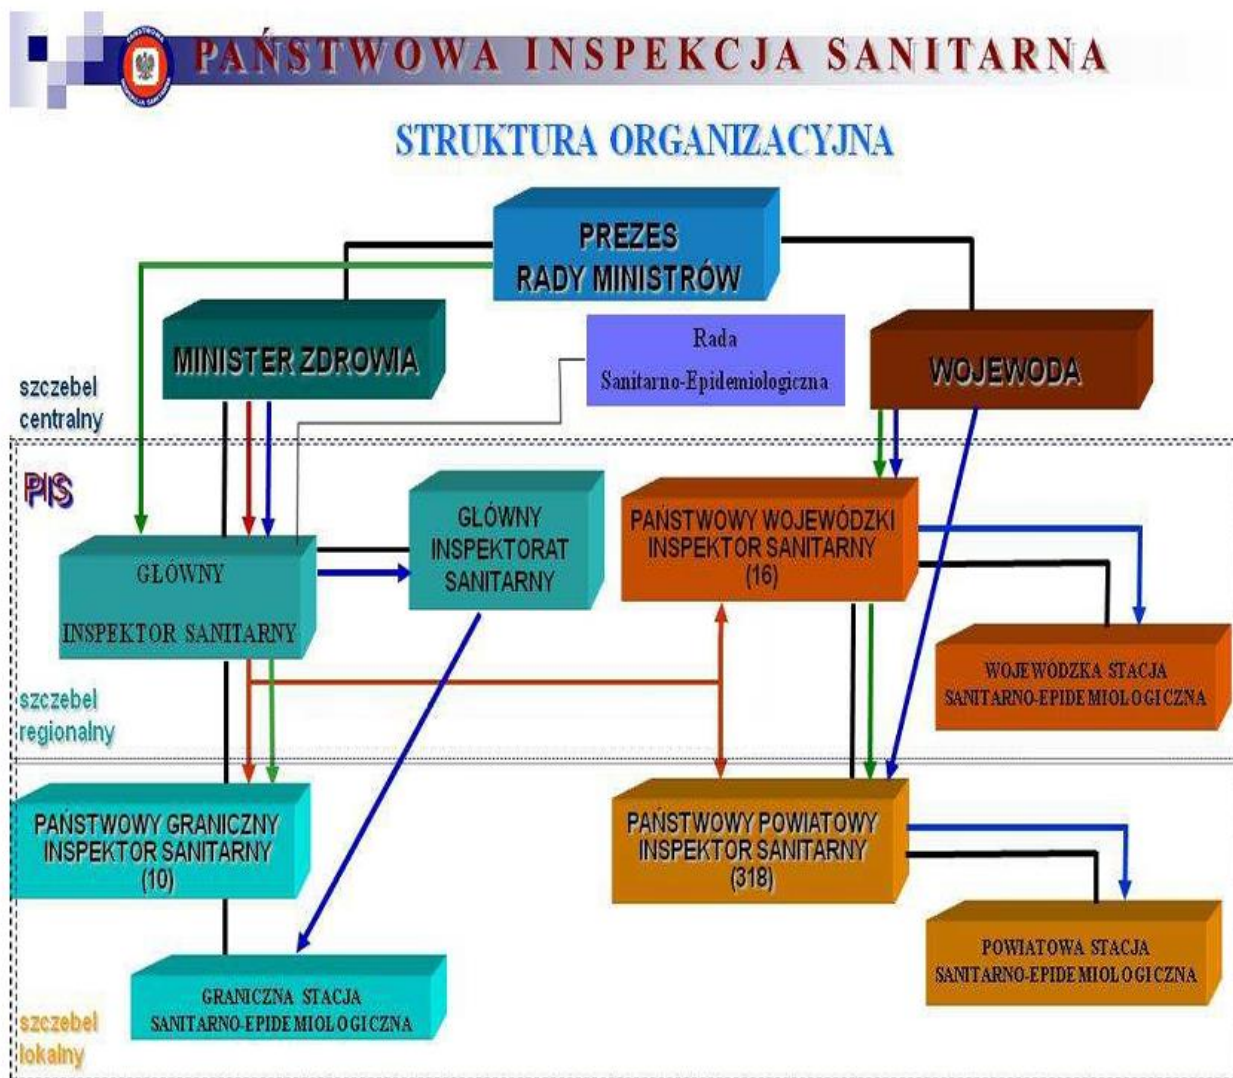 PAŃSTWOWA INSPEKCJA SANITARNA
STRUKTURA ORGANIZACYJNA
PREZES
RADY MINISTRÓW
MINISTER ZDROWIA
Rada
Sanitarno-Epidemiologiczna
WOJEWODA
szczebel
centralny
PIS
GŁÓWNY
INSPEKTOR SANITARNY
GŁÓWNY
INSPEKTORAT
SANITARNY
PAŃSTWOWY WOJEWÓDZKI
INSPEKTOR SANITARNY
(16)
WOJEWÓDZKA STACJA
SANITARNO-EPIDEMIOLOGICZNA
szczebel
regionalny
PAŃSTWOWY GRANICZNY
INSPEKTOR SANITARNY
(10)
PAŃSTWOWY POWIATOWY
INSPEKTOR SANITARNY
(318)
POWIATOWA STACJA
SANITARNO-EPIDEMIOLOGICZNA
GRANICZNA STACJA
SANITARNO-EPIDEMIOLOGICZNA
szczebel
lokalny